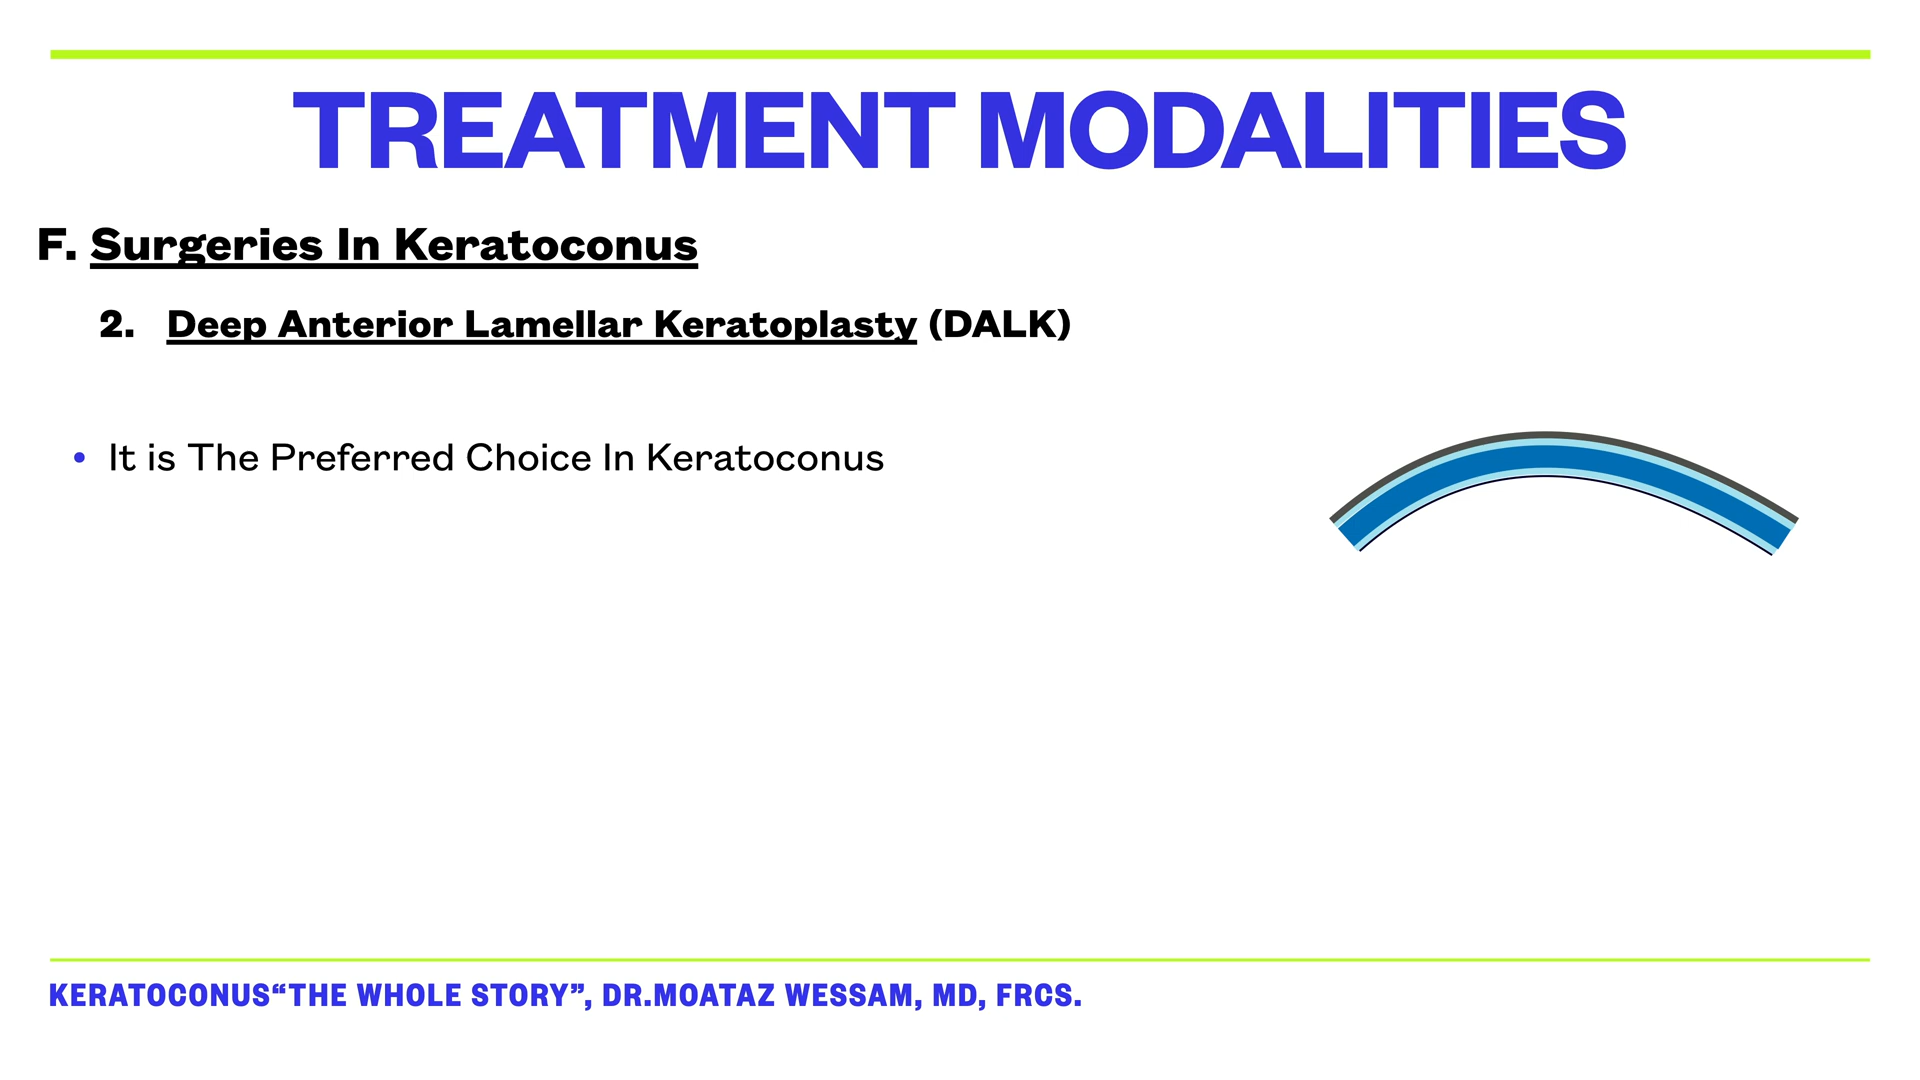 TREATMENT MODALITIES
F. Surgeries In Keratoconus
2. Deep Anterior Lamellar Keratoplasty (DALK)
• It is The Preferred Choice In Keratoconus
KERATOCONUS“THE WHOLE STORY”, DR.MOATAZ WESSAM, MD, FRCS.